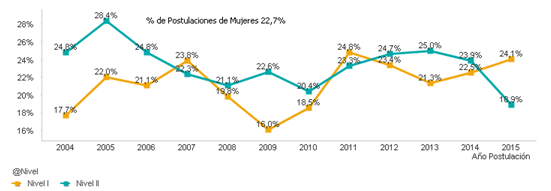 % de Postulaciones de Mujeres 22,7%
28%
26%
24%
22%
20%
18%
16%
24,8% 28,4% 24,8% 22,3% 21,1% 22,6% 20,4% 23,3% 24,7% 25,0% 23,9% 18,9%
17,7% 22,0% 21,1% 23,8% 19,8% 16,0% 18,5% 24,8% 23,4% 21,3% 22,5% 24,1%
2004 2005 2006 2007 2008 2009 2010 2011 2012 2013 2014 2015
Año Postulación
@Nivel
Nivel I Nivel II